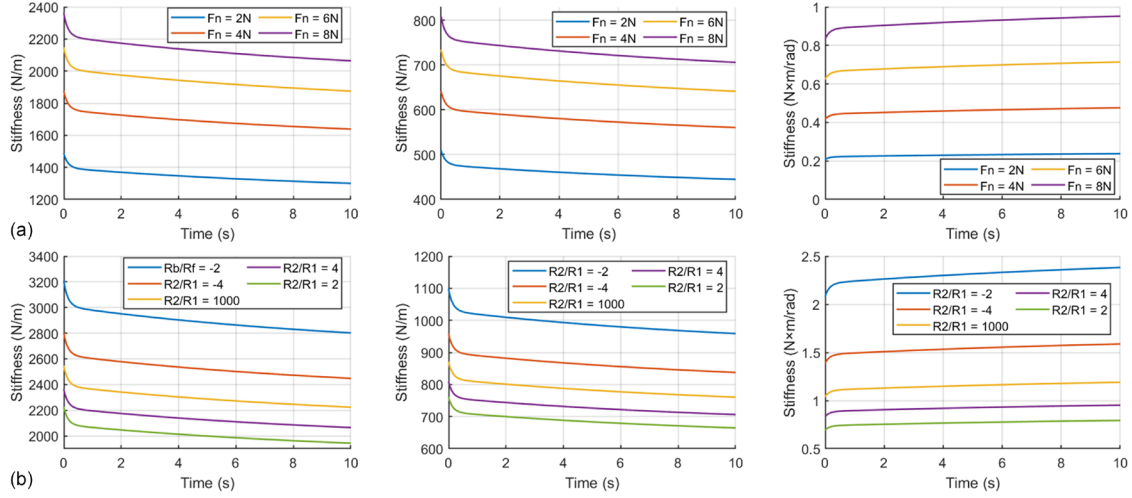 2400
2200
2000
1800
1600
1400
1200
Stiffness (N/m)
0 2 4 6 8 10
Time (s)
Fn = 2N Fn = 6N
Fn = 4N Fn = 8N
800
700
600
500
400
Stiffness (N/m)
0 2 4 6 8 10
Time (s)
Fn = 2N Fn = 6N
Fn = 4N Fn = 8N
1
0.8
0.6
0.4
0.2
0
Stiffness (N×m/rad)
0 2 4 6 8 10
Time (s)
Fn = 2N Fn = 6N
Fn = 4N Fn = 8N
(a)
3400
3200
3000
2800
2600
2400
2200
2000
Stiffness (N/m)
0 2 4 6 8 10
Time (s)
Rb/Rf = -2 R2/R1 = 4
R2/R1 = -4 R2/R1 = 2
R2/R1 = 1000
1200
1100
1000
900
800
700
600
Stiffness (N/m)
0 2 4 6 8 10
Time (s)
R2/R1 = -2 R2/R1 = 4
R2/R1 = -4 R2/R1 = 2
R2/R1 = 1000
2.5
2
1.5
1
0.5
Stiffness (N×m/rad)
0 2 4 6 8 10
Time (s)
R2/R1 = -2 R2/R1 = 4
R2/R1 = -4 R2/R1 = 2
R2/R1 = 1000
(b)